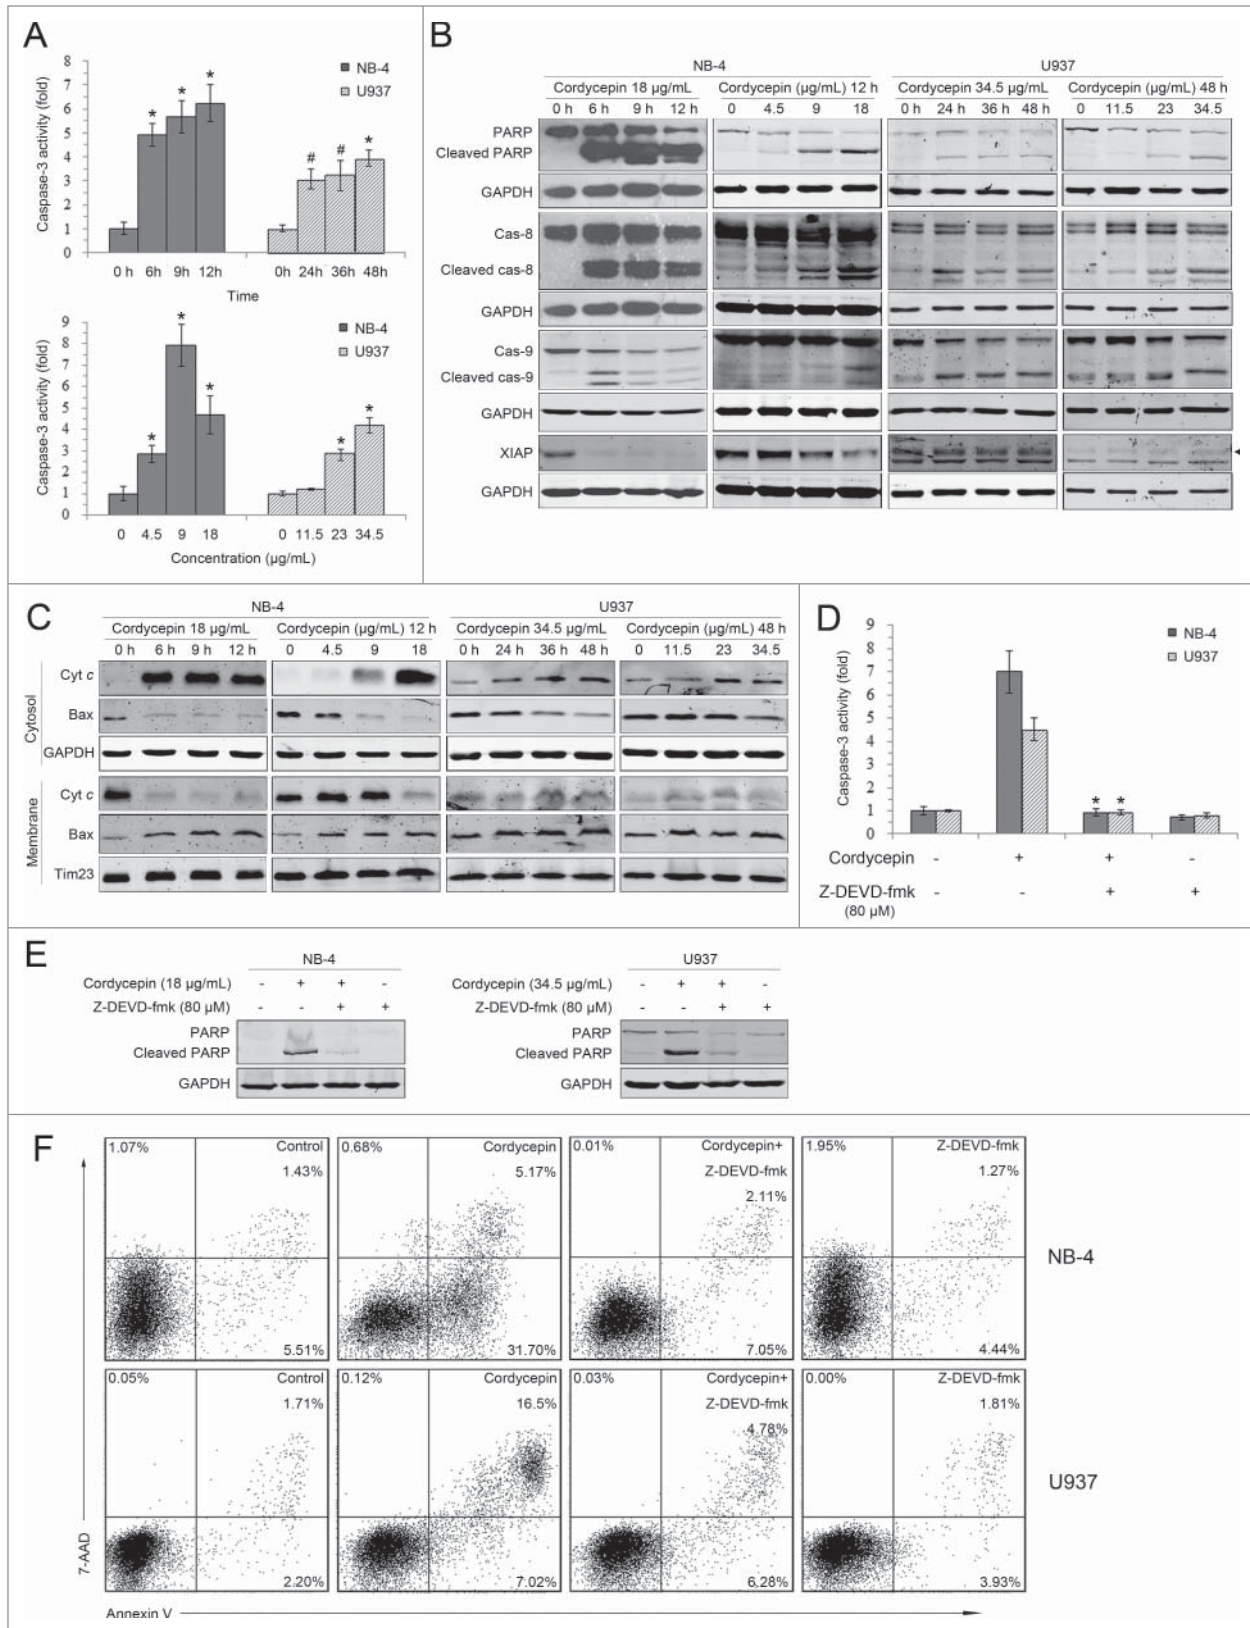 A
8
7
6
5
4
3
2
1
0
Caspase-3 activity (fold)
NB-4
U937
* * * # # *
0 h 6h 9h 12h 0h 24h 36h 48h
Time
9
8
7
6
5
4
3
2
1
0
Caspase-3 activity (fold)
NB-4
U937
* * * * *
0 4.5 9 18 0 11.5 23 34.5
Concentration (µg/mL)
B
NB-4 U937
Cordycepin 18 µg/mL Cordycepin (µg/mL) 12 h Cordycepin 34.5 µg/mL Cordycepin (µg/mL) 48 h
0 h 6 h 9 h 12 h 0 4.5 9 18 0 h 24 h 36 h 48 h 0 11.5 23 34.5
PARP
Cleaved PARP
GAPDH
Cas-8
Cleaved cas-8
GAPDH
Cas-9
Cleaved cas-9
GAPDH
XIAP
GAPDH
C
NB-4 U937
Cordycepin 18 µg/mL Cordycepin (µg/mL) 12 h Cordycepin 34.5 µg/mL Cordycepin (µg/mL) 48 h
0 h 6 h 9 h 12 h 0 4.5 9 18 0 h 24 h 36 h 48 h 0 11.5 23 34.5
Cytosol
Cyt c
Bax
GAPDH
Membrane
Cyt c
Bax
Tim23
D
9
8
7
6
5
4
3
2
1
0
Caspase-3 activity (fold)
NB-4
U937
* *
Cordycepin - + + -
Z-DEVD-fmk - - + +
(80 µM)
E
NB-4
Cordycepin (18 µg/mL) - + + -
Z-DEVD-fmk (80 µM) - - + +
PARP
Cleaved PARP
GAPDH
U937
Cordycepin (34.5 µg/mL) - + + -
Z-DEVD-fmk (80 µM) - - + +
PARP
Cleaved PARP
GAPDH
F
1.07% Control
1.43%
5.51%
0.68% Cordycepin
5.17%
31.70%
0.01% Cordycepin+
Z-DEVD-fmk
2.11%
7.05%
1.95% Z-DEVD-fmk
1.27%
4.44%
NB-4
0.05% Control
1.71%
2.20%
0.12% Cordycepin
16.5%
7.02%
0.03% Cordycepin+
Z-DEVD-fmk
4.78%
6.28%
0.00% Z-DEVD-fmk
1.81%
3.93%
U937
7-AAD
Annexin V